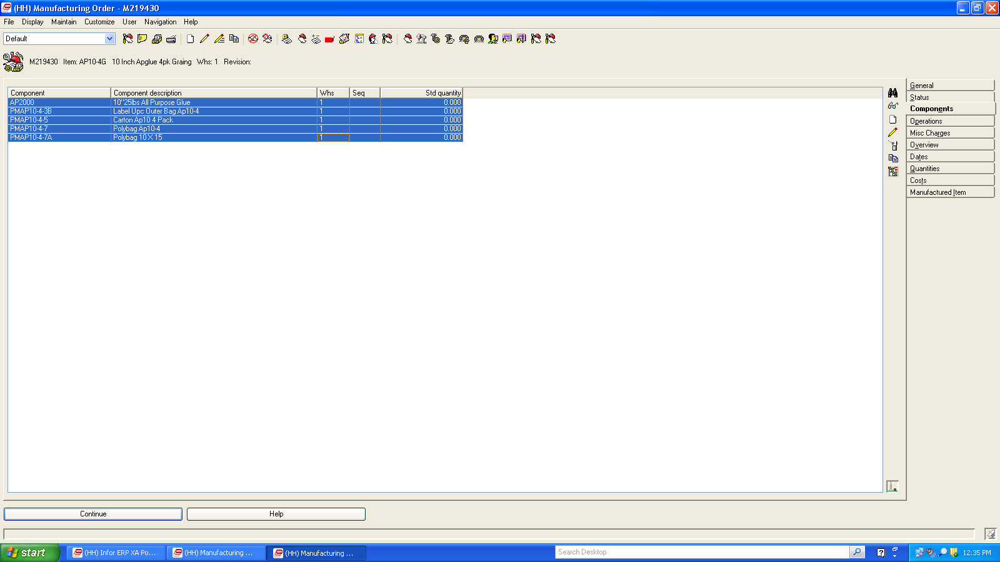 (HH) Manufacturing Order - M219430
File Display Maintain Customize User Navigation Help
Default
M219430 Item: AP10-4G 10 Inch Apglue 4pk Graing Whs: 1 Revision:
Component Component description Whs Seq Std quantity
AP2000 10"25lbs All Purpose Glue 1 0.000
PMAP10-4-3B Label Upc Outer Bag Ap10-4 1 0.000
PMAP10-4-5 Carton Ap10 4 Pack 1 0.000
PMAP10-4-7 Polybag Ap10-4 1 0.000
PMAP10-4-7A Polybag 10 X 15 1 0.000
General
Status
Components
Operations
Misc Charges
Overview
Dates
Quantities
Costs
Manufactured Item
Continue Help
start (HH) Infor ERP XA Po... (HH) Manufacturing ... (HH) Manufacturing ... Search Desktop 12:35 PM